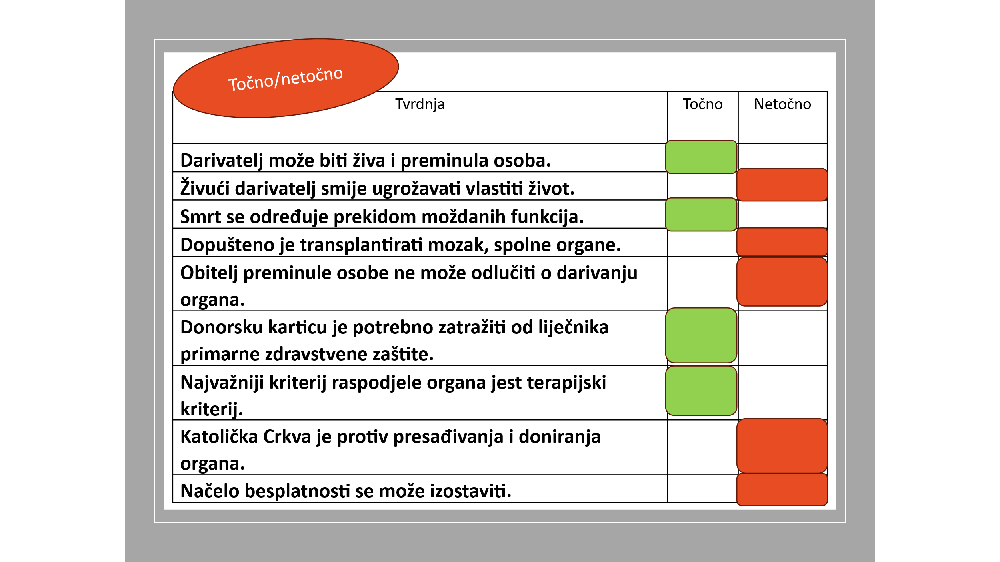 Točno/netočno
Tvrdnja Točno Netočno
Darivatelj može biti živa i preminula osoba.
Živući darivatelj smije ugrožavati vlastiti život.
Smrt se određuje prekidom moždanih funkcija.
Dopušteno je transplantirati mozak, spolne organe.
Obitelj preminule osobe ne može odlučiti o darivanju
organa.
Donorsku karticu je potrebno zatražiti od liječnika
primarne zdravstvene zaštite.
Najvažniji kriterij raspodjele organa jest terapijski
kriterij.
Katolička Crkva je protiv presađivanja i doniranja
organa.
Načelo besplatnosti se može izostaviti.